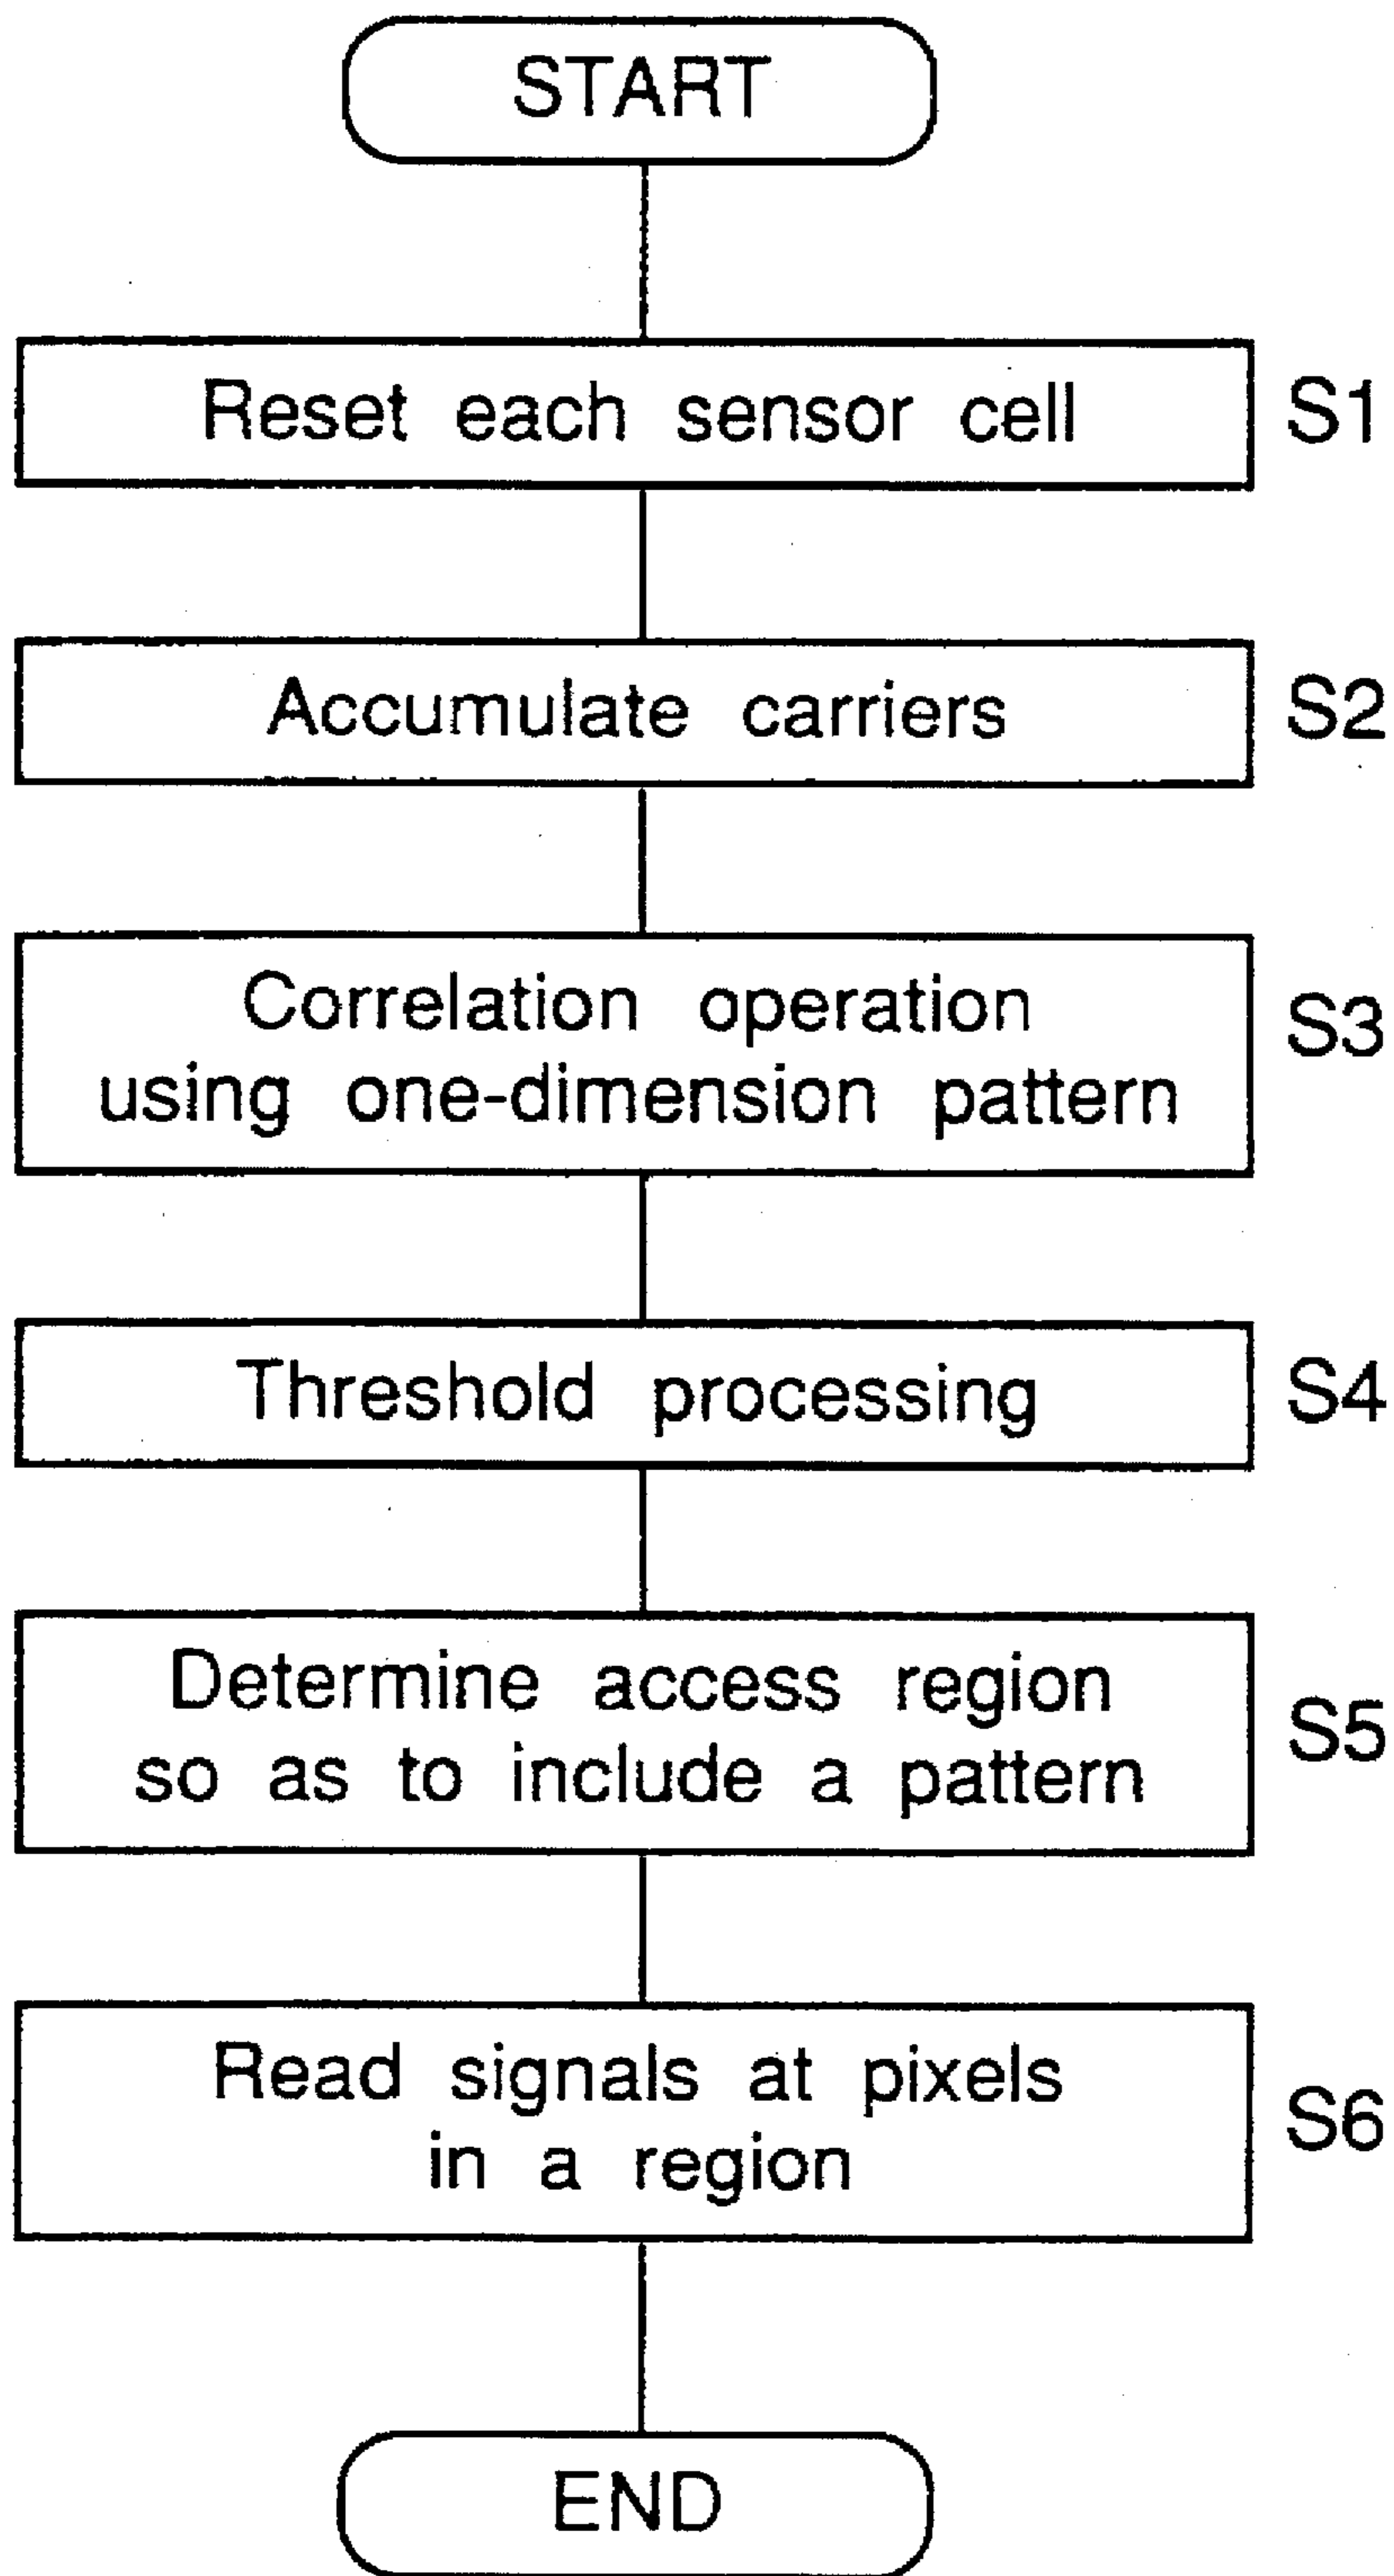 START
Reset each sensor cell S1
Accumulate carriers S2
Correlation operation S3
using one-dimension pattern
Threshold processing S4
Determine access region S5
so as to include a pattern
Read signals at pixels S6
in a region
END